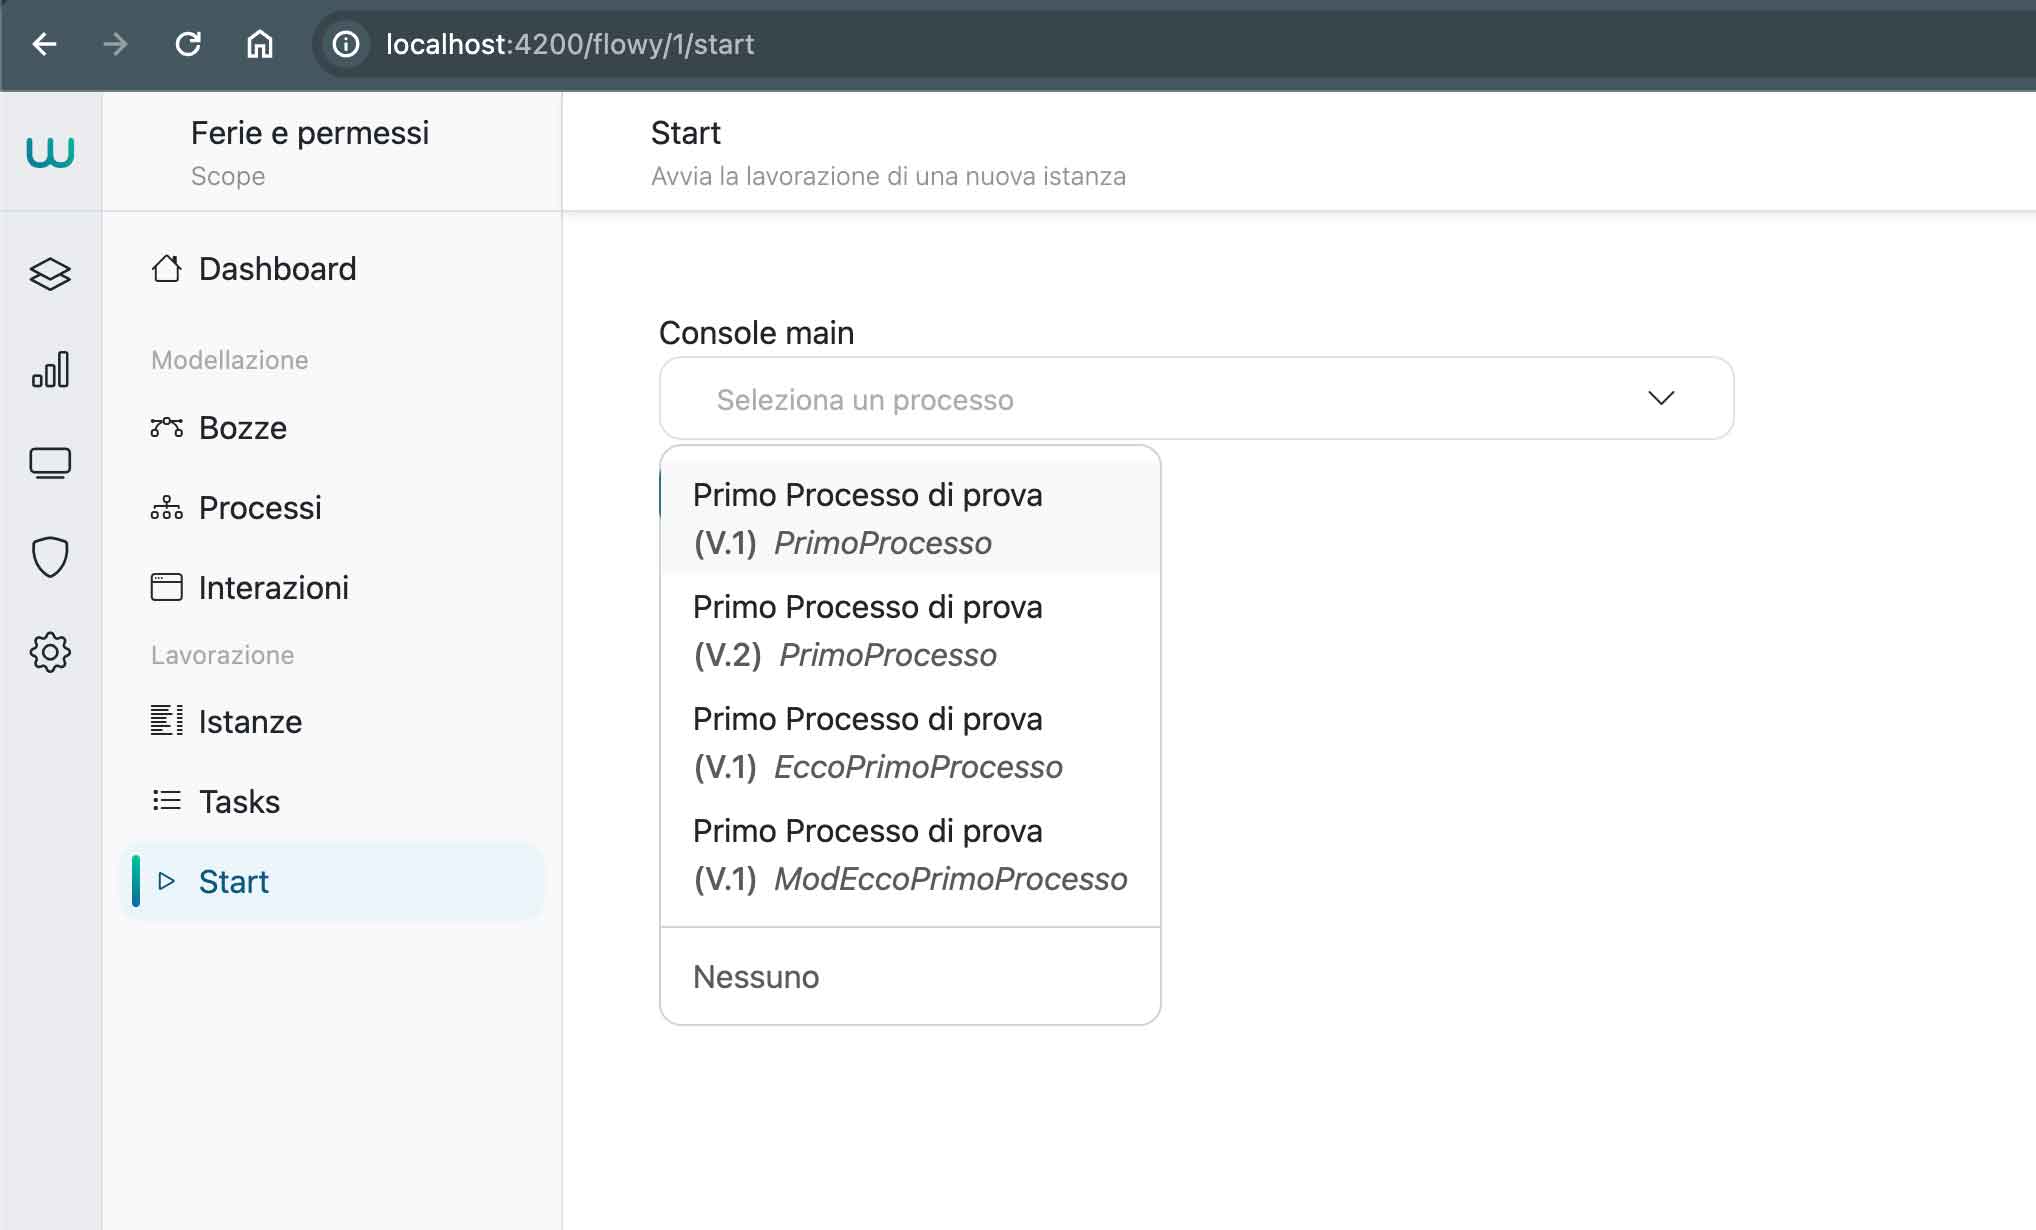 localhost:4200/flowy/1/start
Ferie e permessi
Scope
Dashboard
Modellazione
Bozze
Processi
Interazioni
Lavorazione
Istanze
Tasks
Start
Start
Avvia la lavorazione di una nuova istanza
Console main
Seleziona un processo
Primo Processo di prova
(V.1) PrimoProcesso
Primo Processo di prova
(V.2) PrimoProcesso
Primo Processo di prova
(V.1) EccoPrimoProcesso
Primo Processo di prova
(V.1) ModEccoPrimoProcesso
Nessuno